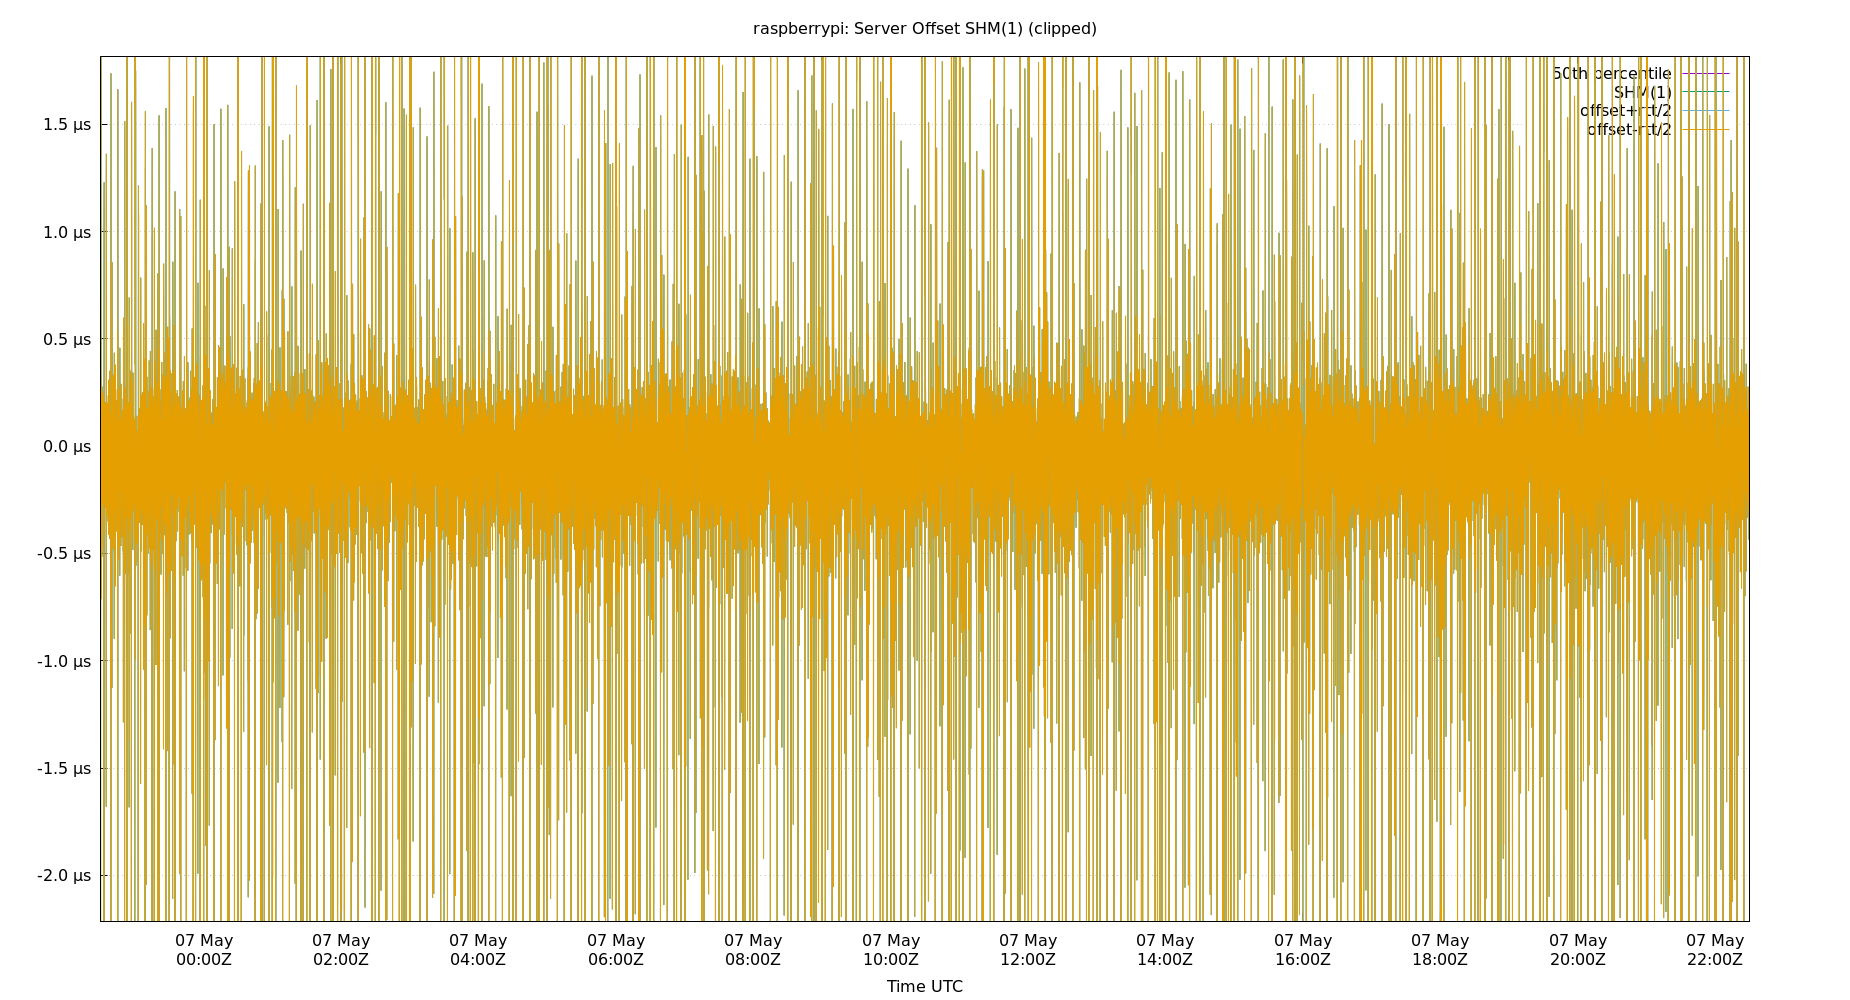 raspberrypi: Server Offset SHM(1) (clipped)
50th percentile
SHM(1)
offset+rtt/2
offset-rtt/2
1.5 µs
1.0 µs
0.5 µs
0.0 µs
-0.5 µs
-1.0 µs
-1.5 µs
-2.0 µs
07 May 07 May 07 May 07 May 07 May 07 May 07 May 07 May 07 May 07 May 07 May 07 May
00:00Z 02:00Z 04:00Z 06:00Z 08:00Z 10:00Z 12:00Z 14:00Z 16:00Z 18:00Z 20:00Z 22:00Z
Time UTC